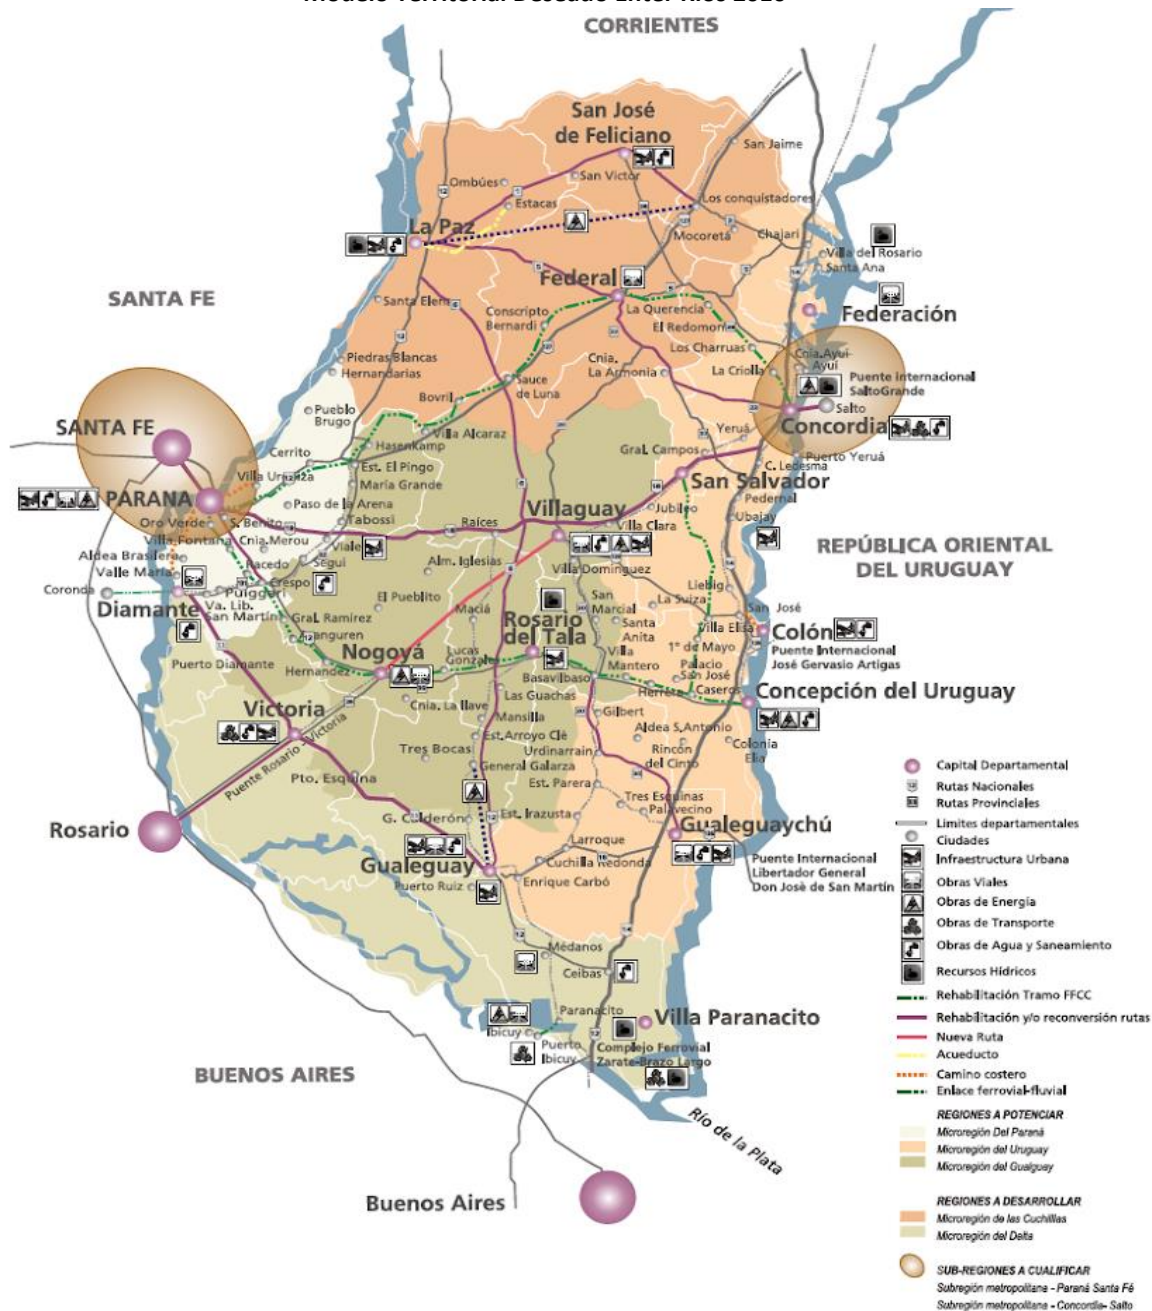 CORRIENTES
San José
de Feliciano
San Jaime
Ombúes
San Victor
Estacas
Los conquistadores
La Paz
Mocoretá
Chajari
Villa del Rosario
Santa Ana
SANTA FE
Federal
Santa Elena
Conscripto
Bernardi
La Querencia
El Redomon
Federación
Los Charruas
Cnia. Ayui
Ayui
Piedras Blancas
Hernandarias
Cnia.
La Armonia
La Criolla
Puente Internacional
SaltoGrande
Sauce
de Luna
Bovril
Salto
Pueblo
Brugo
Concordia
SANTA FE
Villa Alcaraz
Yeruá
Hasenkamp
Cerrito
Gral. Campos
Puerto Yeruá
Est. El Pingo
C. Ledesma
Villa Urquiza
María Grande
San Salvador
PARANA
Paso de la Arena
Pedernal
Villaguay
Jubileo
Oro Verde
S. Benito
Tabossi
Raíces
Villa Clara
Ubajay
Villa Fontana
Cnia.Merou
Viale
REPÚBLICA ORIENTAL
DEL URUGUAY
Aldea Brasilera
Racedo
Segui
Alm. Iglesias
Villa Dominguez
Valle María
Crespo
Liebig
Coronda
Puiggari
Diamante
Va. Lib.
San Martín
El Pueblito
Maciá
San
Marcial
La Suiza
San José
Gral. Ramírez
Rosario
del Tala
Santa
Anita
Villa Elisa
Colón
Puente Internacional
José Gervasio Artigas
Aranguren
Nogoyá
Lucas
Gonzalez
Villa
Mantero
1° de Mayo
Palacio
San José
Puerto Diamante
Hernandez
Basavilbaso
Herrera
Caseros
Concepción del Uruguay
Las Guachas
Victoria
Cnia. La llave
Gilbert
Mansilla
Aldea S.Antonio
Est.Arroyo Clé
Puente Rosario - Victoria
Tres Bocas
Urdinarrain
Rincón
del Cinto
Colonia
Elia
General Galarza
Pto. Esquina
Est. Parera
Tres Esquinas
Palavecino
G. Calderón
Est. Irazusta
Rosario
Gualeguaychú
Larroque
Gualeguay
Cuchilla Redonda
Puente Internacional
Libertador General
Don José de San Martín
Puerto Ruiz
Enrique Carbó
Médanos
Ceibas
Paranacito
Villa Paranacito
Ibicuy
Puerto
Ibicuy
Complejo Ferrovial
Zarate-Brazo Largo
BUENOS AIRES
Río de la Plata
Buenos Aires
Capital Departamental
Rutas Nacionales
Rutas Provinciales
Limites departamentales
Ciudades
Infraestructura Urbana
Obras Viales
Obras de Energía
Obras de Transporte
Obras de Agua y Saneamiento
Recursos Hídricos
Rehabilitación Tramo FFCC
Rehabilitación y/o reconversión rutas
Nueva Ruta
Acueducto
Camino costero
Enlace ferrovial-fluvial
REGIONES A POTENCIAR
Microregión Del Paraná
Microregión del Uruguay
Microregión del Gualguay
REGIONES A DESARROLLAR
Microregión de las Cuchilllas
Microregión del Delta
SUB-REGIONES A CUALIFICAR
Subregión metropolitana - Paraná Santa Fé
Subregión metropolitana - Concordia- Salto